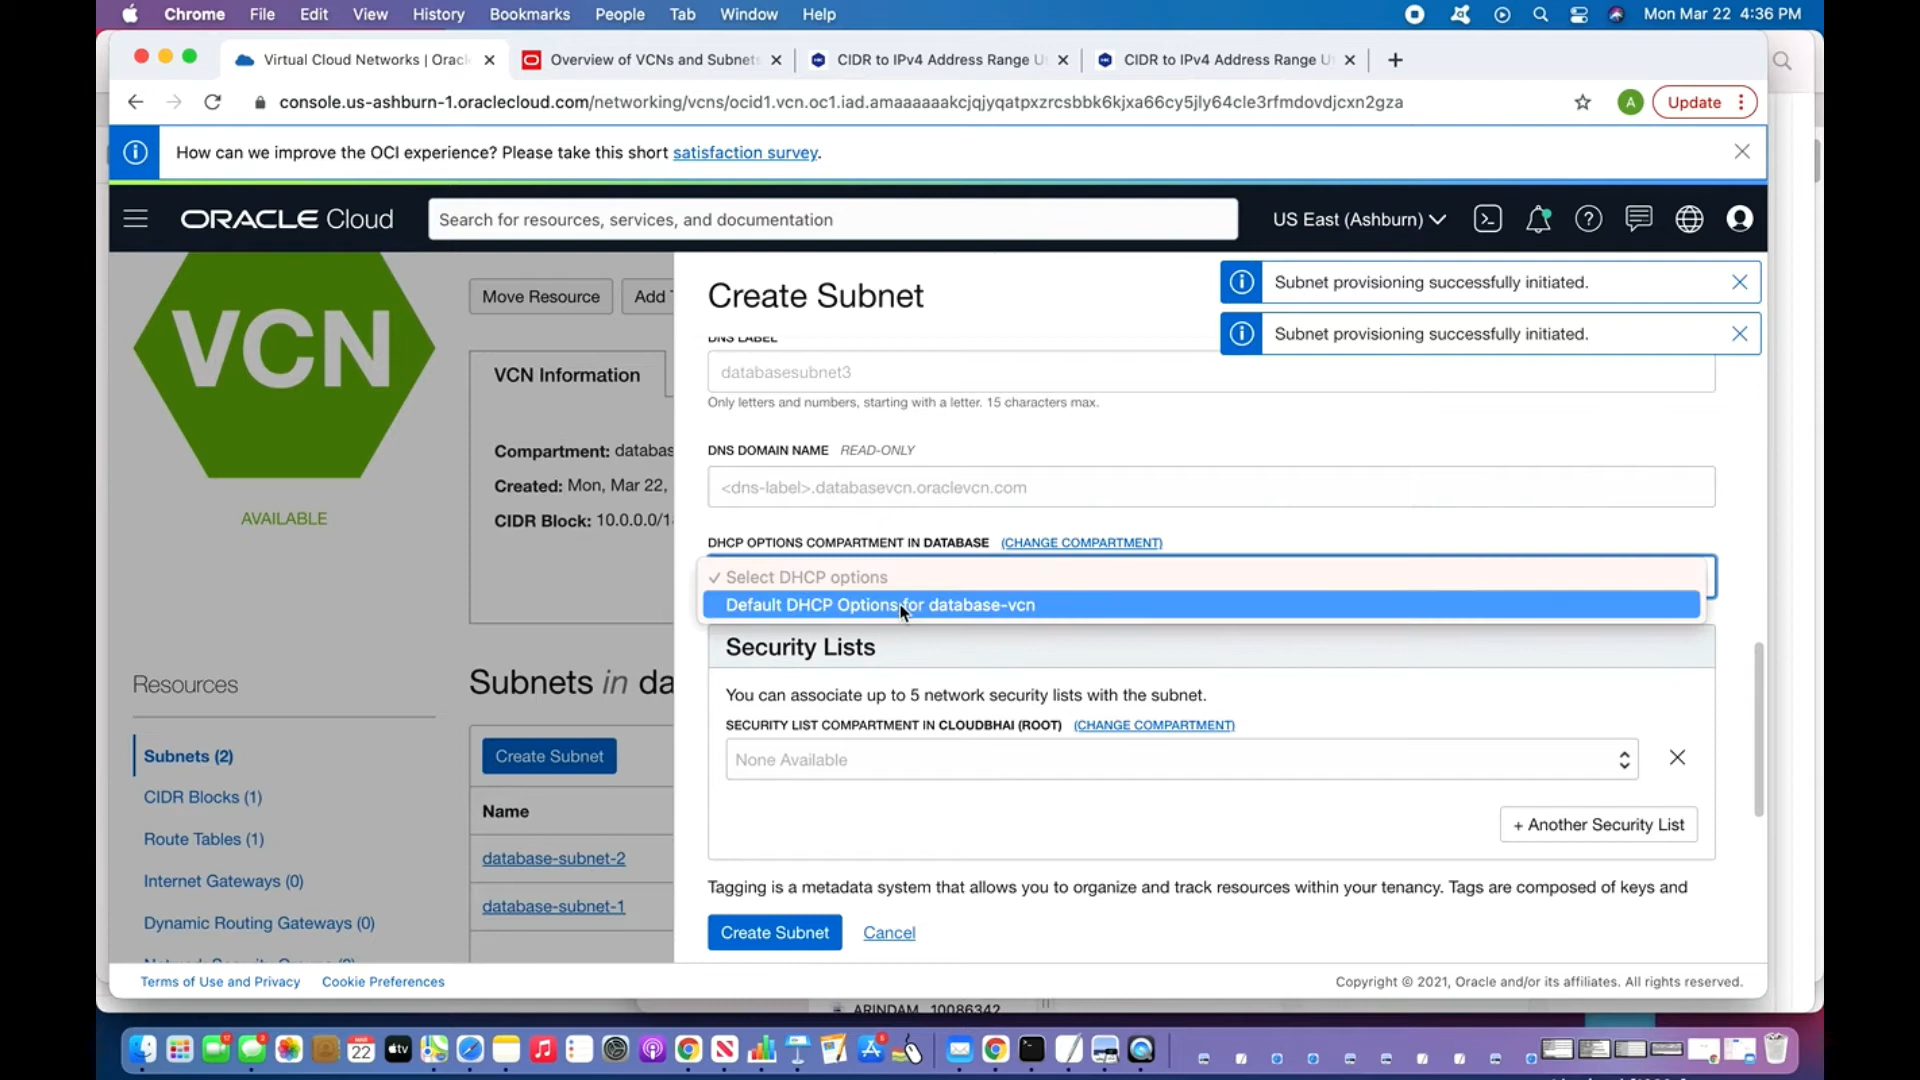 Chrome File Edit View History Bookmarks People Tab Window Help Mon Mar 22 4:36 PM
Virtual Cloud Networks | Oracl Overview of VCNs and Subnets CIDR to IPv4 Address Range U CIDR to IPv4 Address Range U
console.us-ashburn-1.oraclecloud.com/networking/vcns/ocid1.vcn.oc1.iad.amaaaaaakcjqjyqatpxzrcsbbk6kjxa66cy5jly64cle3rfmdovdjcxn2gza A Update
How can we improve the OCI experience? Please take this short satisfaction survey.
ORACLE Cloud Search for resources, services, and documentation US East (Ashburn)
VCN
AVAILABLE
Move Resource Add
VCN Information
Compartment: databas
Created: Mon, Mar 22,
CIDR Block: 10.0.0.0/1
Resources
Subnets (2)
CIDR Blocks (1)
Route Tables (1)
Internet Gateways (0)
Dynamic Routing Gateways (0)
Subnets in da
Create Subnet
Name
database-subnet-2
database-subnet-1
Create Subnet
Subnet provisioning successfully initiated.
Subnet provisioning successfully initiated.
DNS LABEL
databasesubnet3
Only letters and numbers, starting with a letter. 15 characters max.
DNS DOMAIN NAME READ-ONLY
<dns-label>.databasevcn.oraclevcn.com
DHCP OPTIONS COMPARTMENT IN DATABASE (CHANGE COMPARTMENT)
✓ Select DHCP options
Default DHCP Options for database-vcn
Security Lists
You can associate up to 5 network security lists with the subnet.
SECURITY LIST COMPARTMENT IN CLOUDBHAI (ROOT) (CHANGE COMPARTMENT)
None Available
+ Another Security List
Tagging is a metadata system that allows you to organize and track resources within your tenancy. Tags are composed of keys and
Create Subnet Cancel
Terms of Use and Privacy Cookie Preferences Copyright © 2021, Oracle and/or its affiliates. All rights reserved.
ARINDAM_10086342
MAR
22
tv